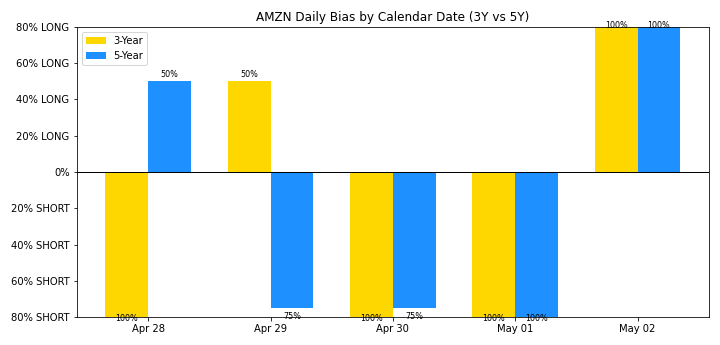 AMZN Daily Bias by Calendar Date (3Y vs 5Y)
80% LONG
60% LONG
40% LONG
20% LONG
0%
20% SHORT
40% SHORT
60% SHORT
80% SHORT
3-Year
5-Year
100%
50%
50%
75%
100%
75%
100%
100%
100%
100%
Apr 28
Apr 29
Apr 30
May 01
May 02